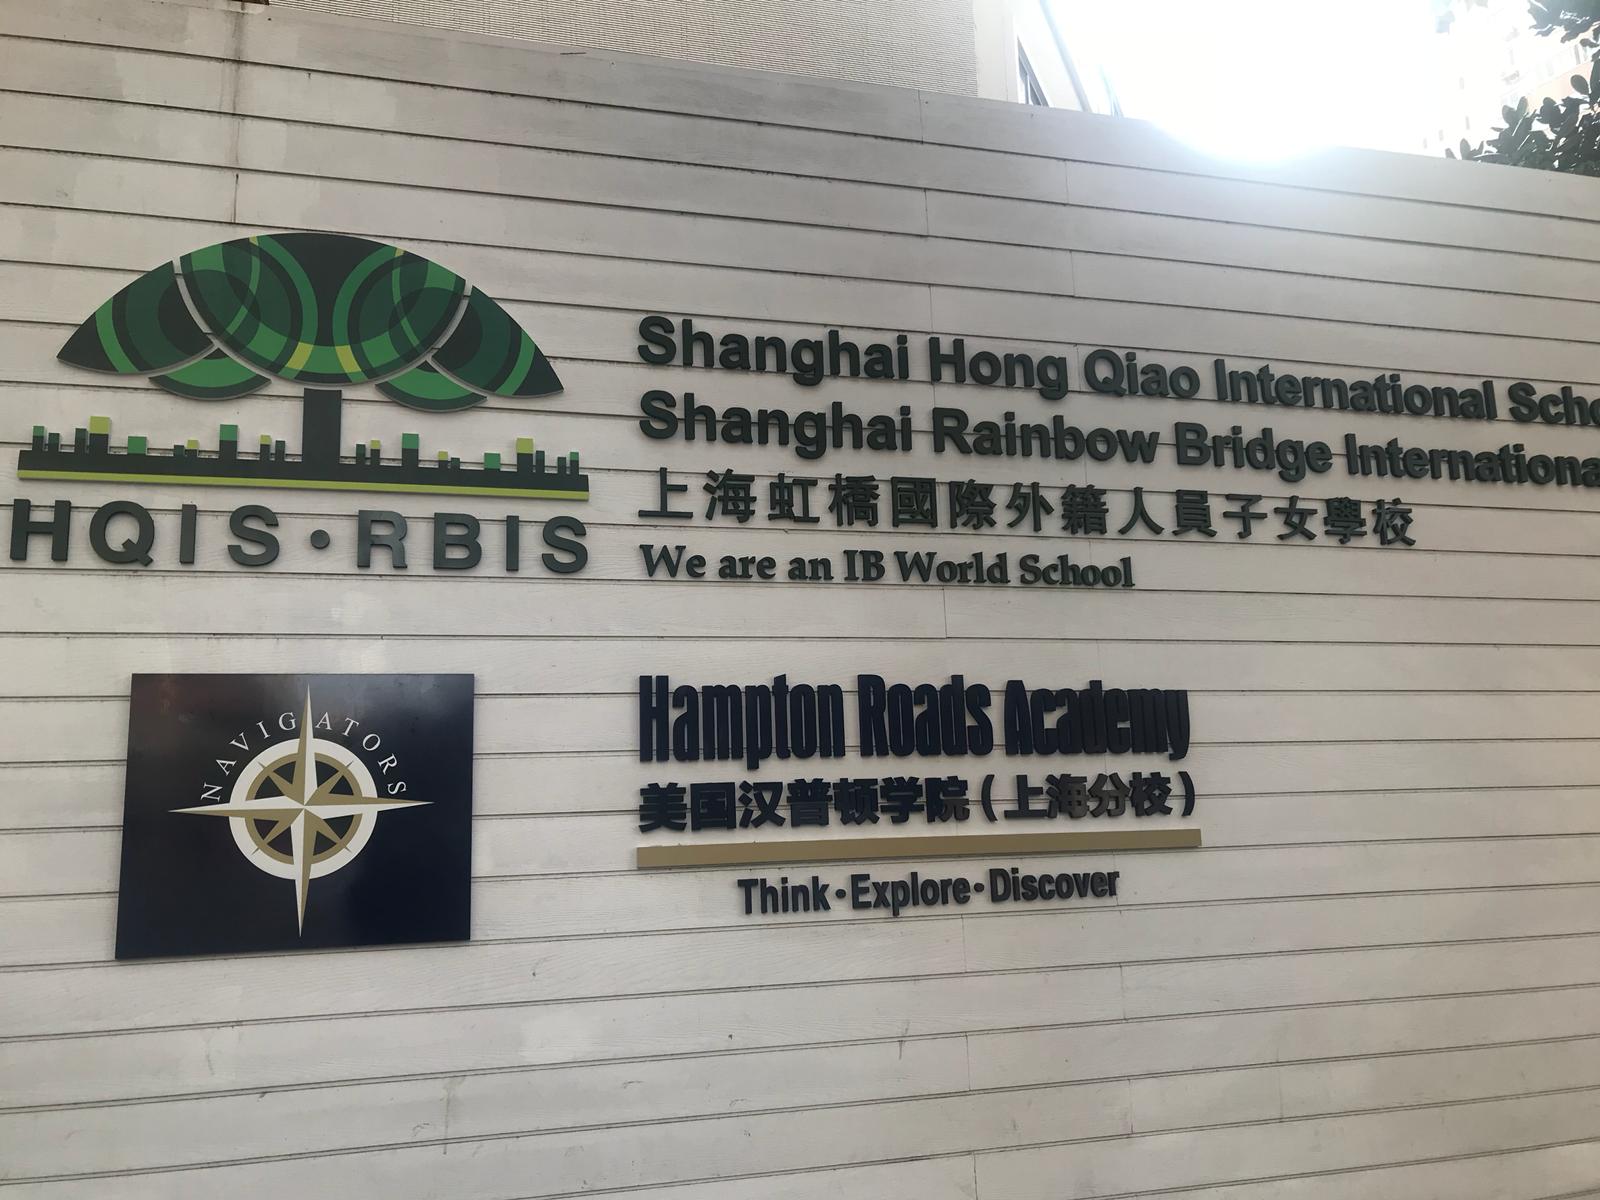 Shanghai Hong Qiao International Scho
Shanghai Rainbow Bridge Internationa
上海虹橋國際外籍人員子女學校
We are an IB World School
HQIS·RBIS
NAVIGATORS
Hampton Roads Academy
美国汉普顿学院(上海分校)
Think·Explore·Discover